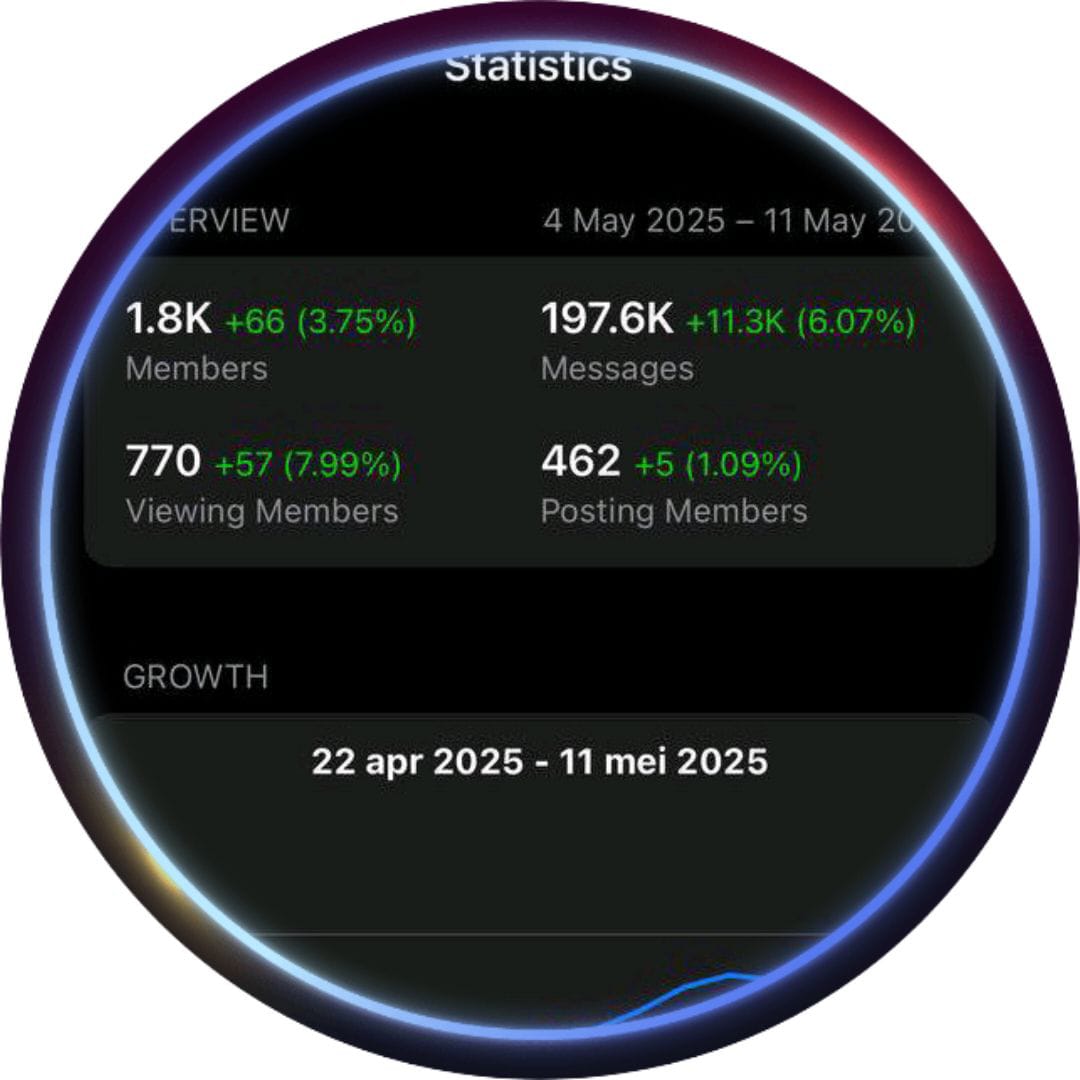 Statistics
ERVIEW 4 May 2025 – 11 May 20
1.8K +66 (3.75%) 197.6K +11.3K (6.07%)
Members Messages
770 +57 (7.99%) 462 +5 (1.09%)
Viewing Members Posting Members
GROWTH
22 apr 2025 - 11 mei 2025